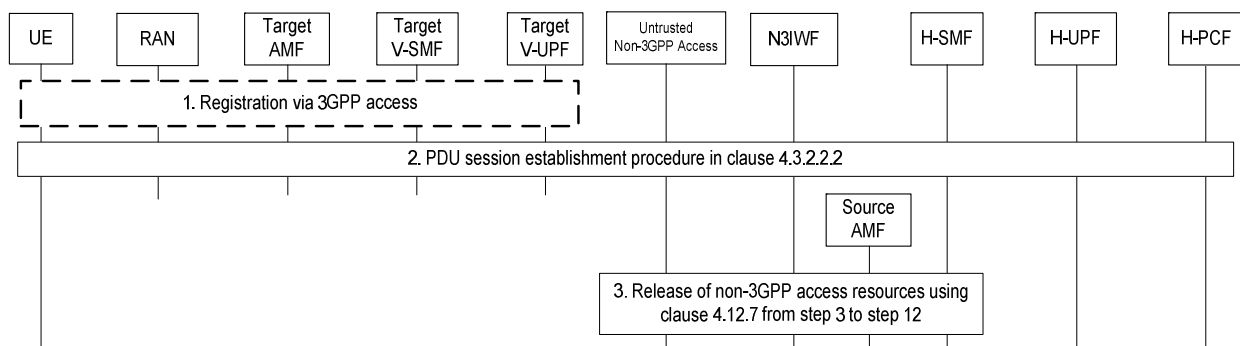 UE
RAN
Target
AMF
Target
V-SMF
Target
V-UPF
Untrusted
Non-3GPP Access
N3IWF
H-SMF
H-UPF
H-PCF
1. Registration via 3GPP access
2. PDU session establishment procedure in clause 4.3.2.2.2
Source
AMF
3. Release of non-3GPP access resources using
clause 4.12.7 from step 3 to step 12